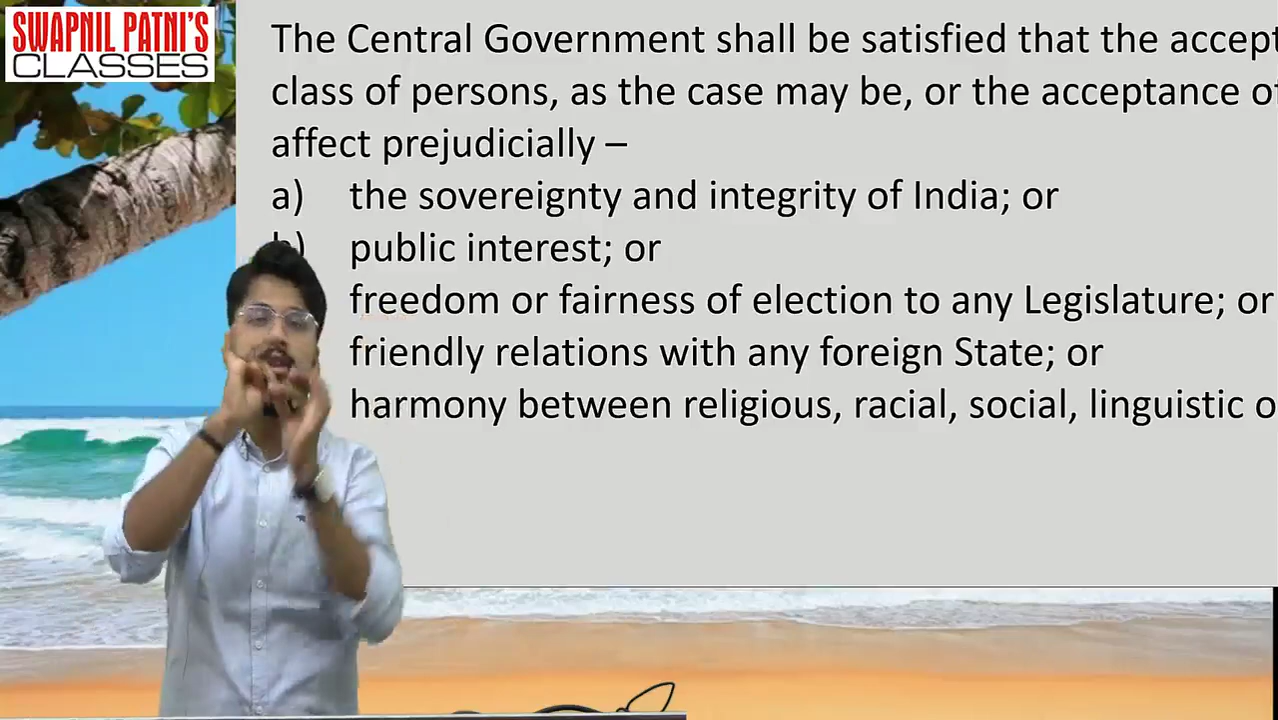 SWAPNIL PATNI'S
CLASSES
The Central Government shall be satisfied that the accept
class of persons, as the case may be, or the acceptance of
affect prejudicially –
a) the sovereignty and integrity of India; or
b) public interest; or
freedom or fairness of election to any Legislature; or
friendly relations with any foreign State; or
harmony between religious, racial, social, linguistic o